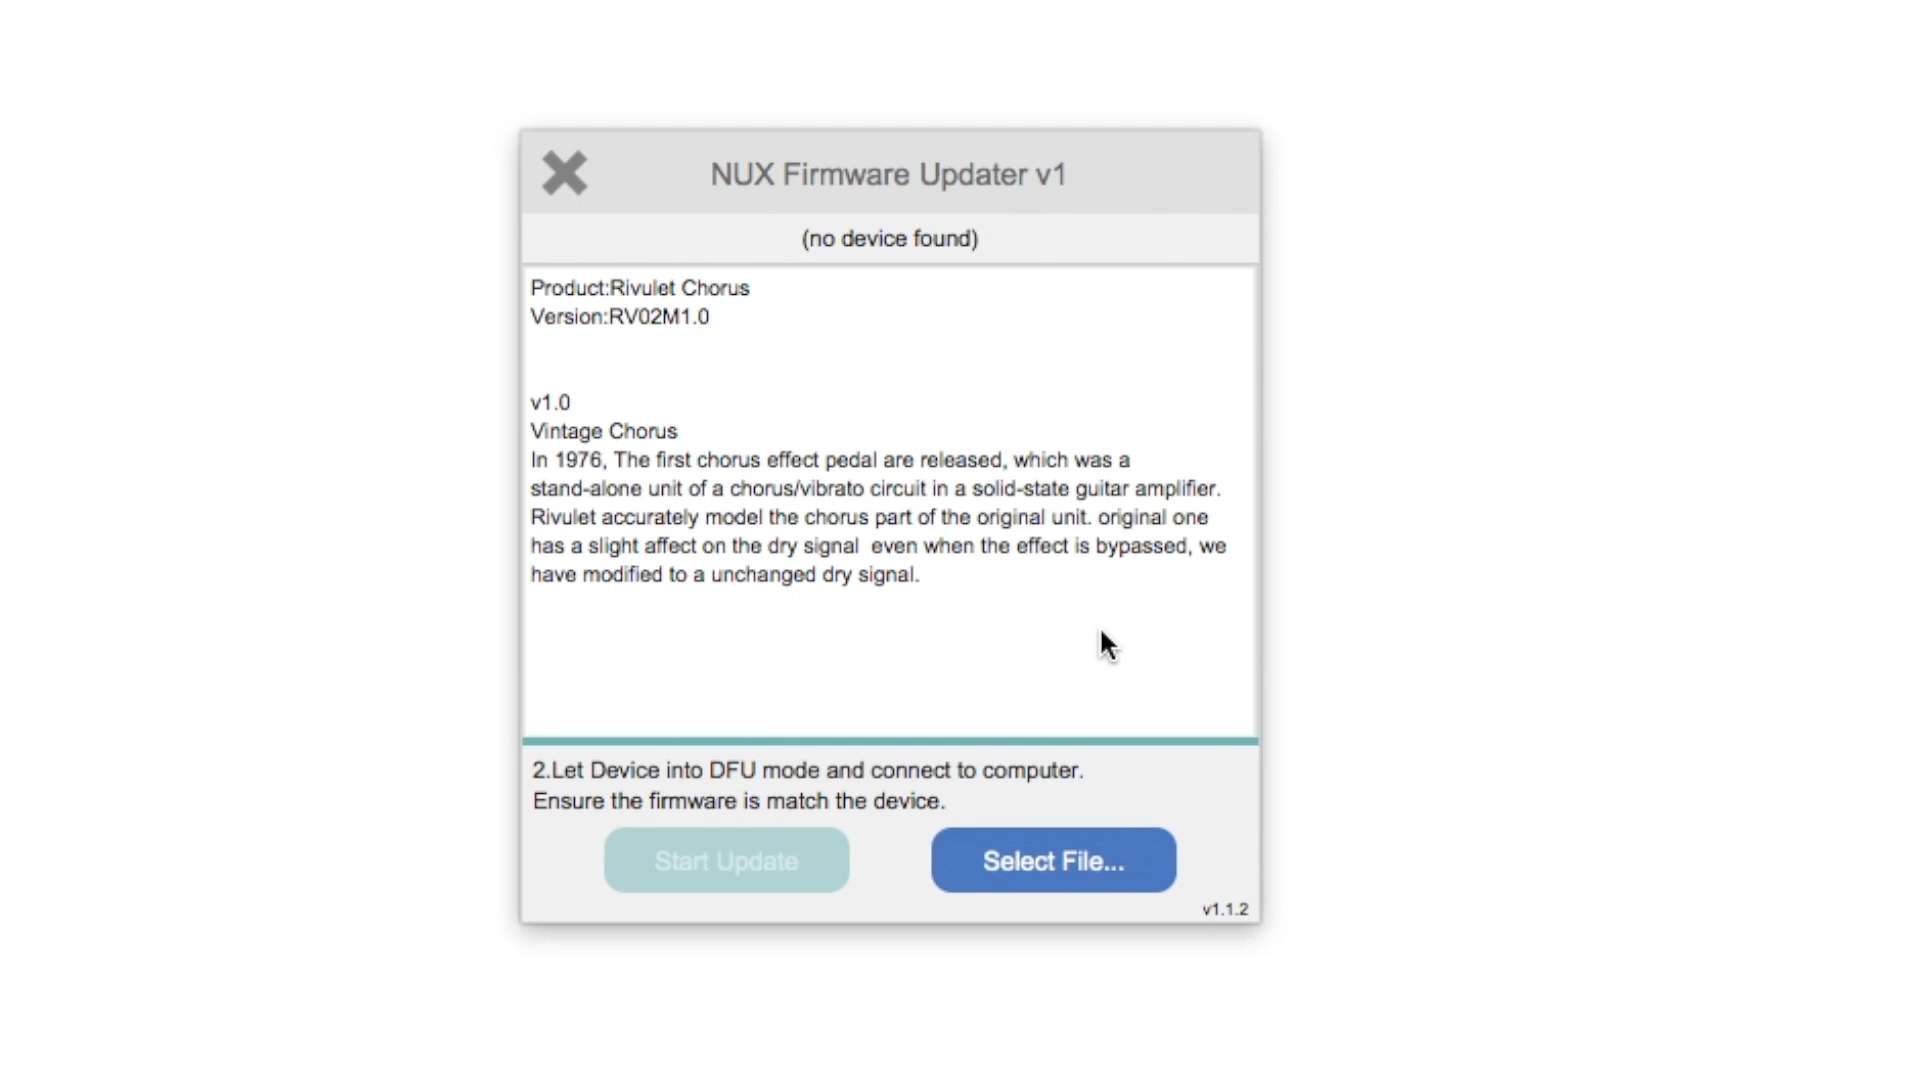 NUX Firmware Updater v1
(no device found)
Product:Rivulet Chorus
Version:RV02M1.0
v1.0
Vintage Chorus
In 1976, The first chorus effect pedal are released, which was a
stand-alone unit of a chorus/vibrato circuit in a solid-state guitar amplifier.
Rivulet accurately model the chorus part of the original unit. original one
has a slight affect on the dry signal  even when the effect is bypassed, we
have modified to a unchanged dry signal.
2.Let Device into DFU mode and connect to computer.
Ensure the firmware is match the device.
Start Update
Select File...
v1.1.2